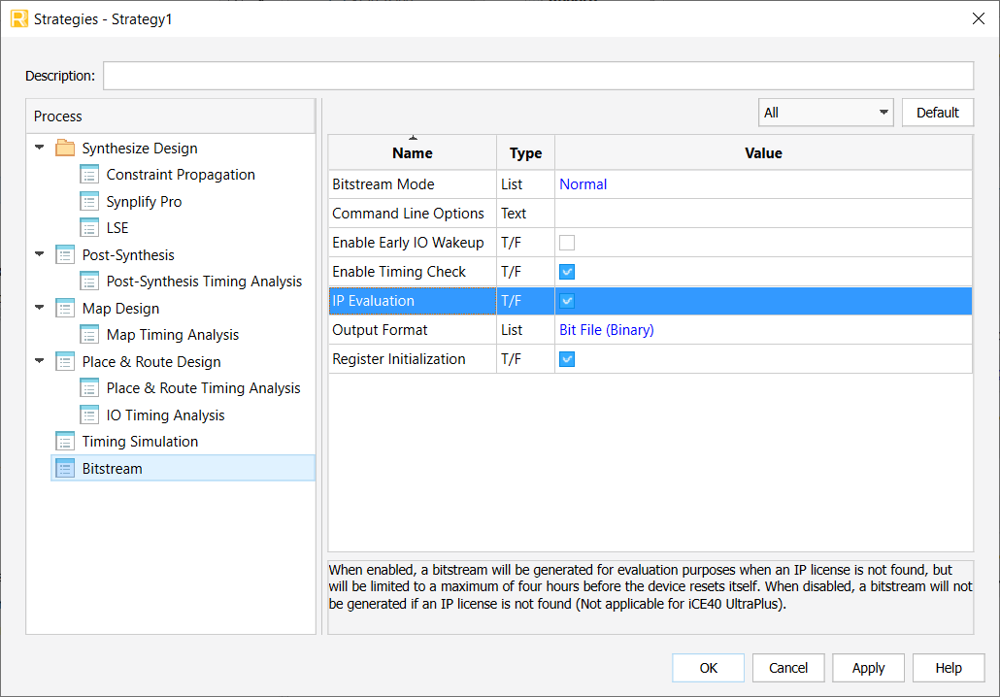 Strategies - Strategy1
Description:
All
Default
Process
Synthesize Design
Constraint Propagation
Synplify Pro
LSE
Post-Synthesis
Post-Synthesis Timing Analysis
Map Design
Map Timing Analysis
Place & Route Design
Place & Route Timing Analysis
IO Timing Analysis
Timing Simulation
Bitstream
Name Type Value
Bitstream Mode List Normal
Command Line Options Text
Enable Early IO Wakeup T/F
Enable Timing Check T/F
IP Evaluation T/F
Output Format List Bit File (Binary)
Register Initialization T/F
When enabled, a bitstream will be generated for evaluation purposes when an IP license is not found, but
will be limited to a maximum of four hours before the device resets itself. When disabled, a bitstream will not
be generated if an IP license is not found (Not applicable for iCE40 UltraPlus).
OK Cancel Apply Help